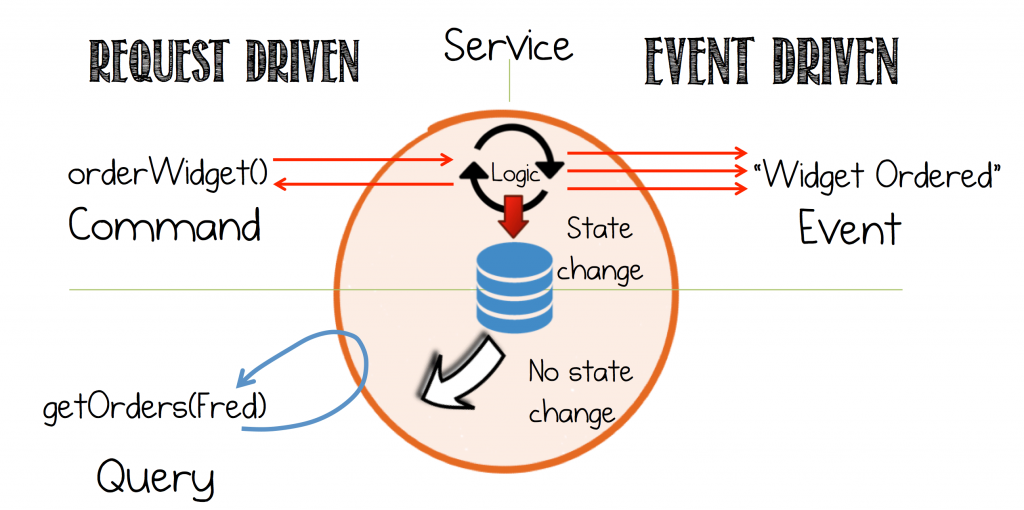 REQUEST DRIVEN
Service
EVENT DRIVEN
orderWidget()
Command
Logic
"Widget Ordered"
Event
State
change
No state
change
getOrders(Fred)
Query